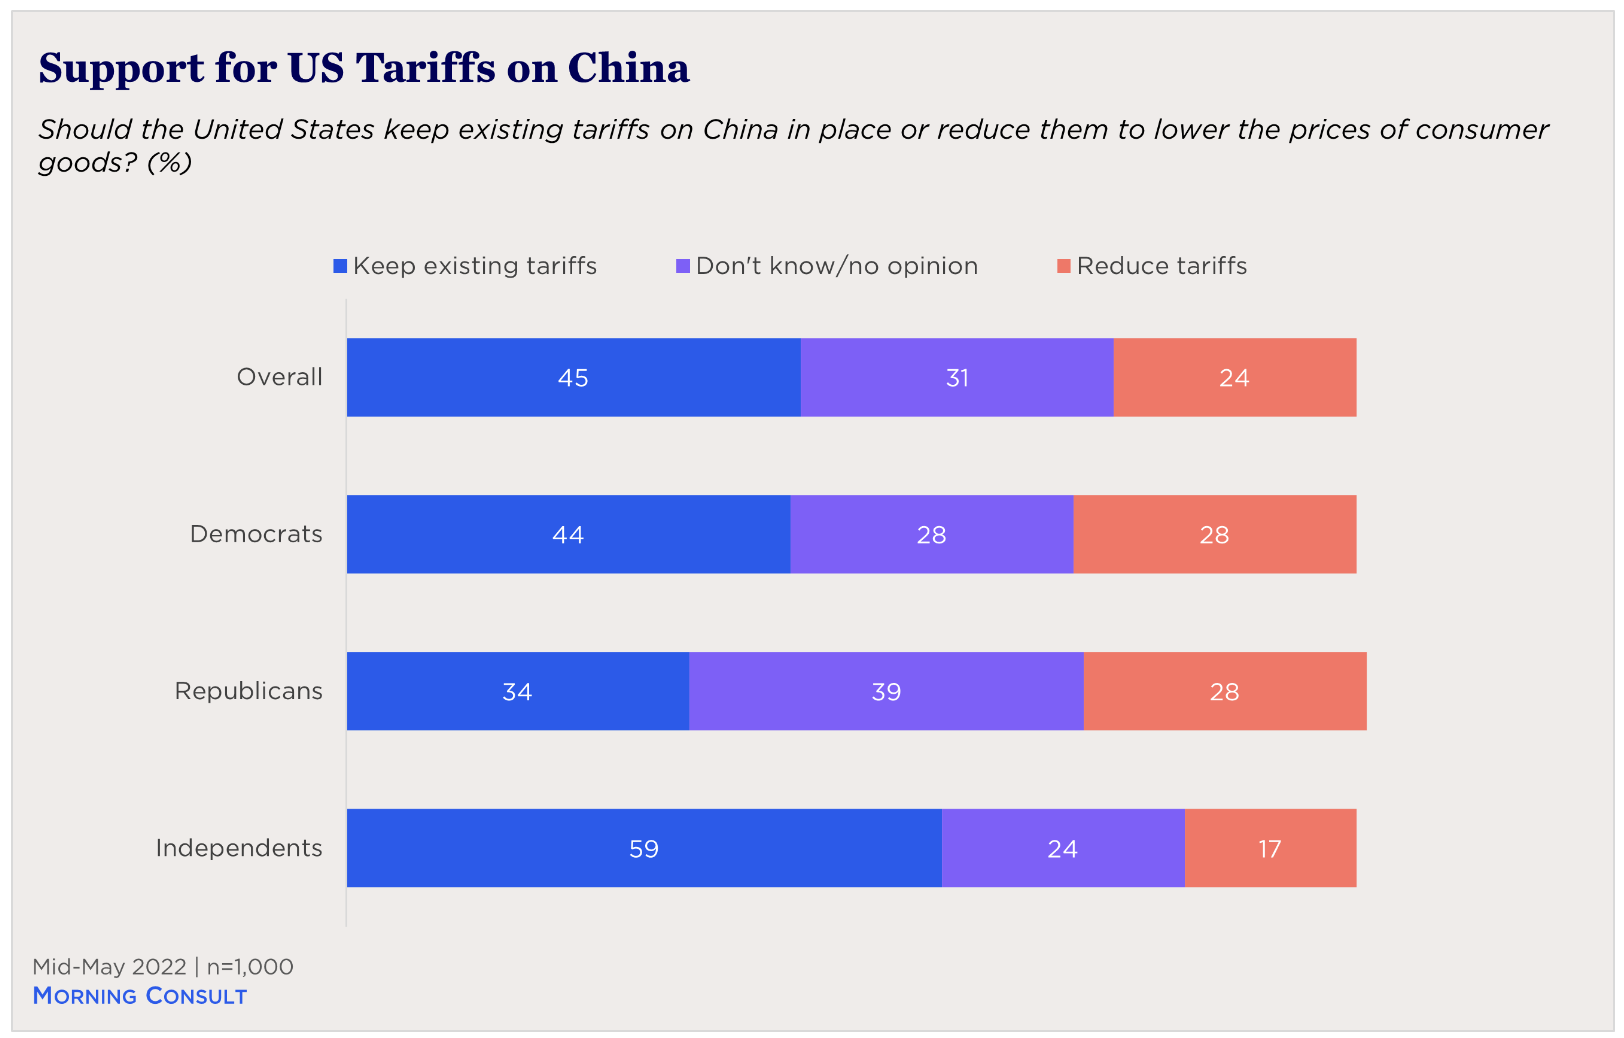 Support for US Tariffs on China
Should the United States keep existing tariffs on China in place or reduce them to lower the prices of consumer
goods? (%)
Keep existing tariffs Don't know/no opinion Reduce tariffs
Overall 45 31 24
Democrats 44 28 28
Republicans 34 39 28
Independents 59 24 17
Mid-May 2022 | n=1,000
MORNING CONSULT